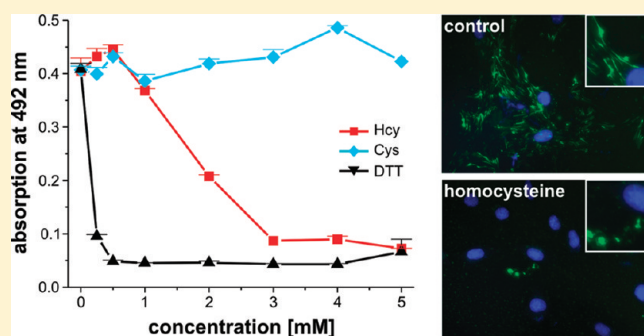 absorption at 492 nm
0.5
0.4
0.3
0.2
0.1
0.0
0
1
2
3
4
5
concentration [mM]
Hcy
Cys
DTT
control
homocysteine